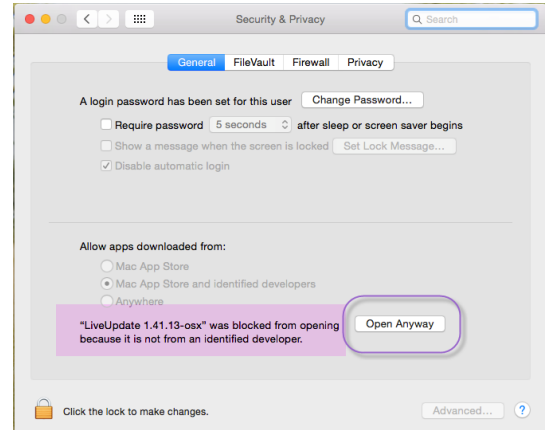 Security & Privacy
Search
General FileVault Firewall Privacy
A login password has been set for this user Change Password...
Require password 5 seconds after sleep or screen saver begins
Show a message when the screen is locked Set Lock Message...
Disable automatic login
Allow apps downloaded from:
Mac App Store
Mac App Store and identified developers
Anywhere
“LiveUpdate 1.41.13-osx” was blocked from opening Open Anyway
because it is not from an identified developer.
Click the lock to make changes. Advanced... ?